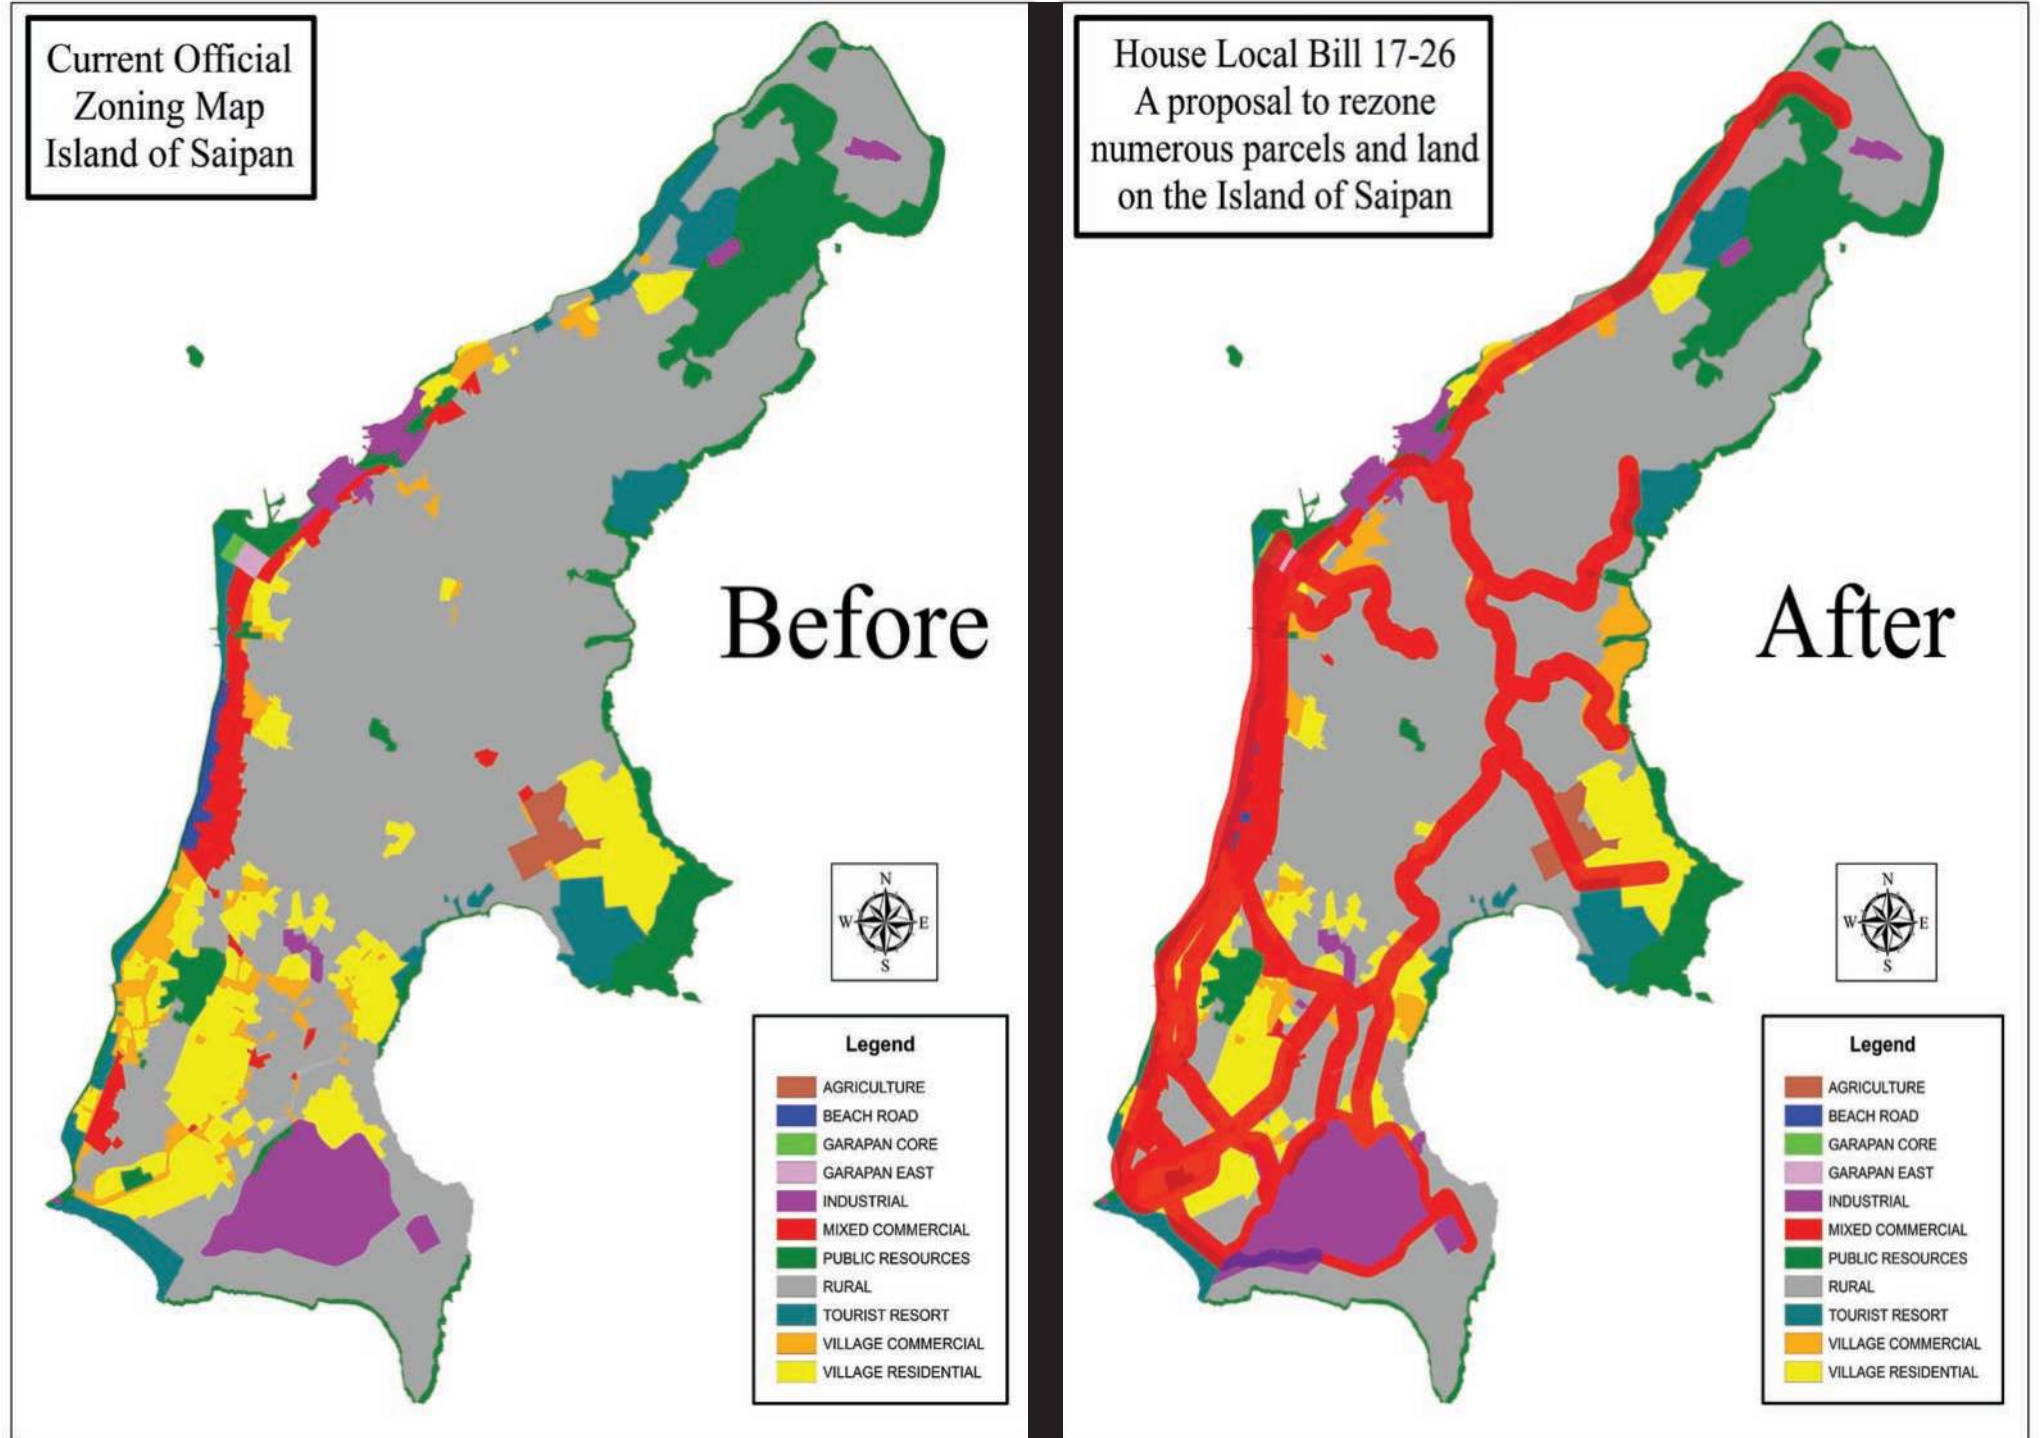 Current Official
Zoning Map
Island of Saipan
Before
N
W E
S
Legend
AGRICULTURE
BEACH ROAD
GARAPAN CORE
GARAPAN EAST
INDUSTRIAL
MIXED COMMERCIAL
PUBLIC RESOURCES
RURAL
TOURIST RESORT
VILLAGE COMMERCIAL
VILLAGE RESIDENTIAL
House Local Bill 17-26
A proposal to rezone
numerous parcels and land
on the Island of Saipan
After
N
W E
S
Legend
AGRICULTURE
BEACH ROAD
GARAPAN CORE
GARAPAN EAST
INDUSTRIAL
MIXED COMMERCIAL
PUBLIC RESOURCES
RURAL
TOURIST RESORT
VILLAGE COMMERCIAL
VILLAGE RESIDENTIAL